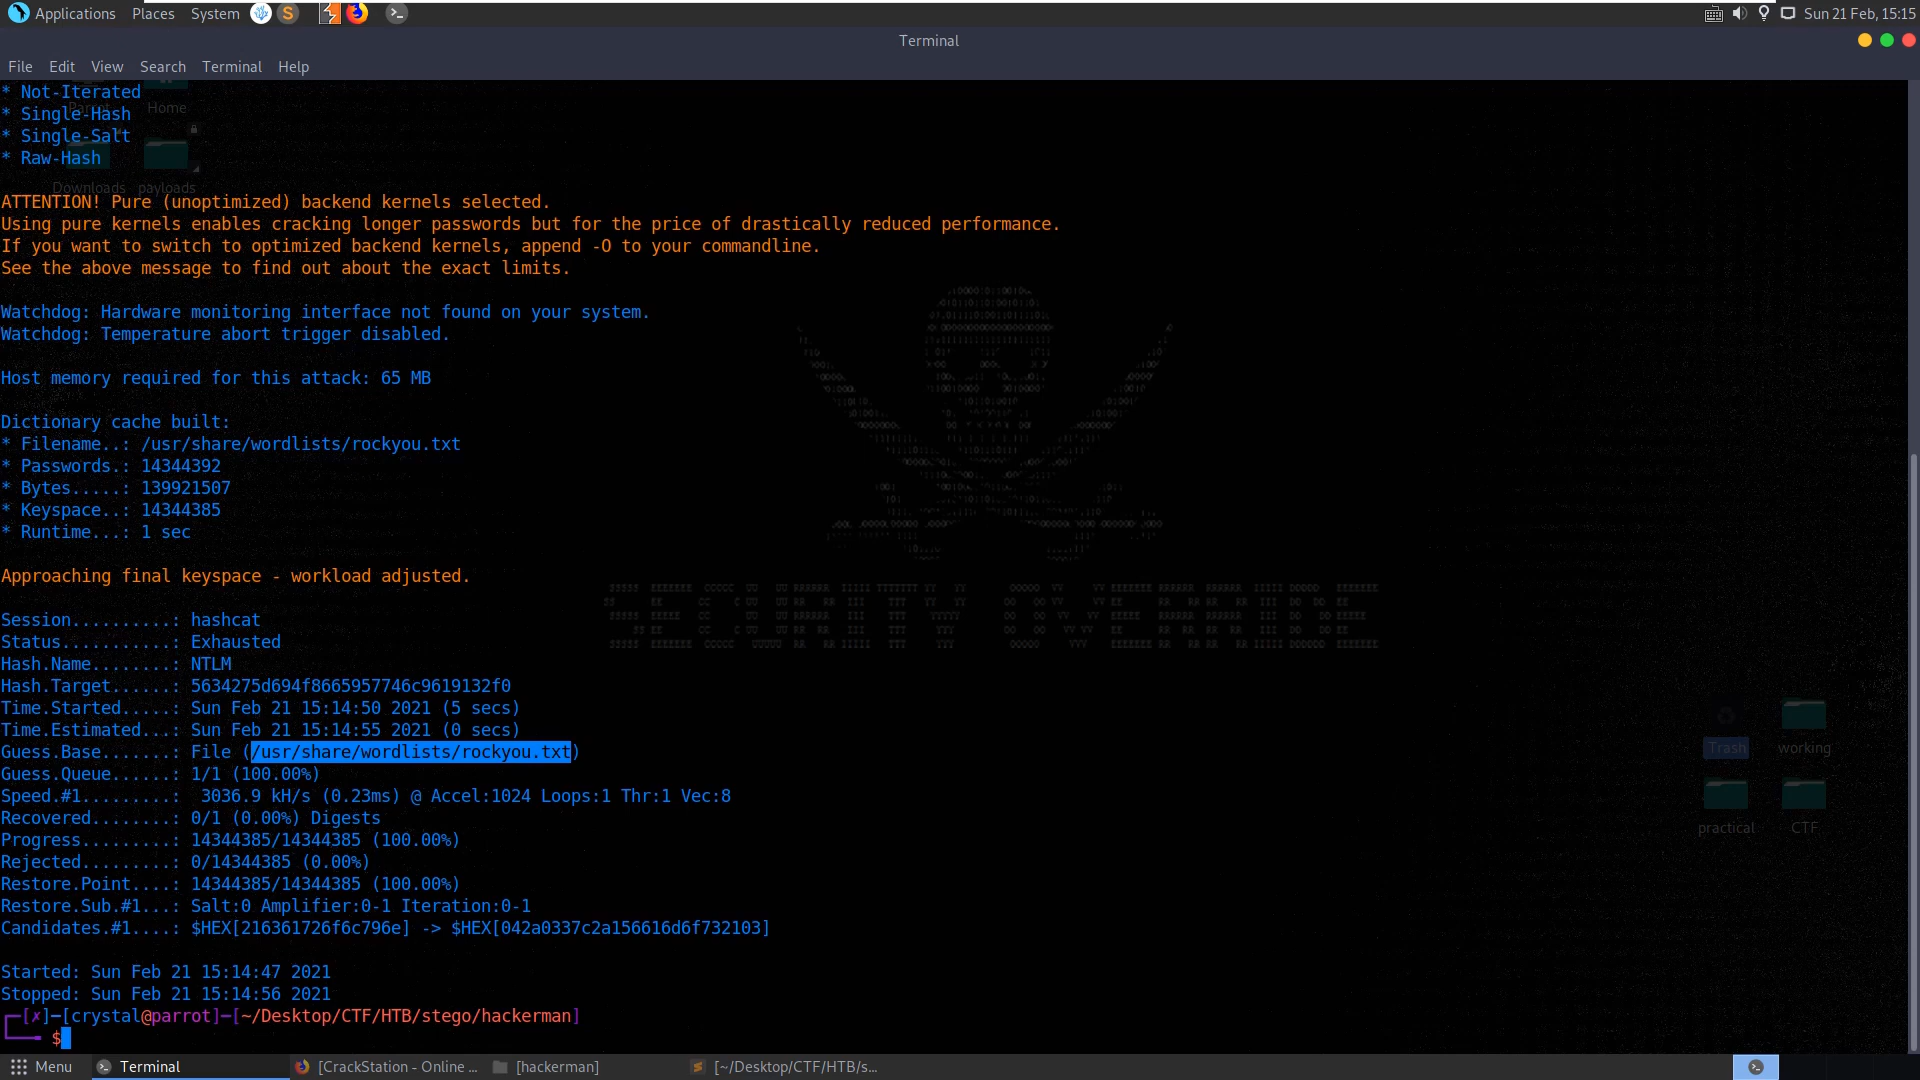 Applications Places System Sun 21 Feb, 15:15
Terminal
File Edit View Search Terminal Help
* Not-Iterated
Parrot Home
* Single-Hash
* Single-Salt
* Raw-Hash
Downloads payloads
ATTENTION! Pure (unoptimized) backend kernels selected.
Using pure kernels enables cracking longer passwords but for the price of drastically reduced performance.
If you want to switch to optimized backend kernels, append -O to your commandline.
See the above message to find out about the exact limits.
Watchdog: Hardware monitoring interface not found on your system.
Watchdog: Temperature abort trigger disabled.
Host memory required for this attack: 65 MB
Dictionary cache built:
* Filename..: /usr/share/wordlists/rockyou.txt
* Passwords.: 14344392
* Bytes.....: 139921507
* Keyspace..: 14344385
* Runtime...: 1 sec
Approaching final keyspace - workload adjusted.
SECURITY OVERRIDE
Session..........: hashcat
Status...........: Exhausted
Hash.Name........: NTLM
Hash.Target......: 5634275d694f8665957746c9619132f0
Time.Started.....: Sun Feb 21 15:14:50 2021 (5 secs)
Time.Estimated...: Sun Feb 21 15:14:55 2021 (0 secs)
Guess.Base.......: File (/usr/share/wordlists/rockyou.txt)
Guess.Queue......: 1/1 (100.00%)
Speed.#1.........:  3036.9 kH/s (0.23ms) @ Accel:1024 Loops:1 Thr:1 Vec:8
Recovered........: 0/1 (0.00%) Digests
Progress.........: 14344385/14344385 (100.00%)
Rejected.........: 0/14344385 (0.00%)
Restore.Point....: 14344385/14344385 (100.00%)
Restore.Sub.#1...: Salt:0 Amplifier:0-1 Iteration:0-1
Candidates.#1....: $HEX[216361726f6c796e] -> $HEX[042a0337c2a156616d6f732103]
Trash working
practical CTF
Started: Sun Feb 21 15:14:47 2021
Stopped: Sun Feb 21 15:14:56 2021
┌─[✗]─[crystal@parrot]─[~/Desktop/CTF/HTB/stego/hackerman]
└──╼ $
Menu Terminal [CrackStation - Online ... [hackerman] [~/Desktop/CTF/HTB/s...